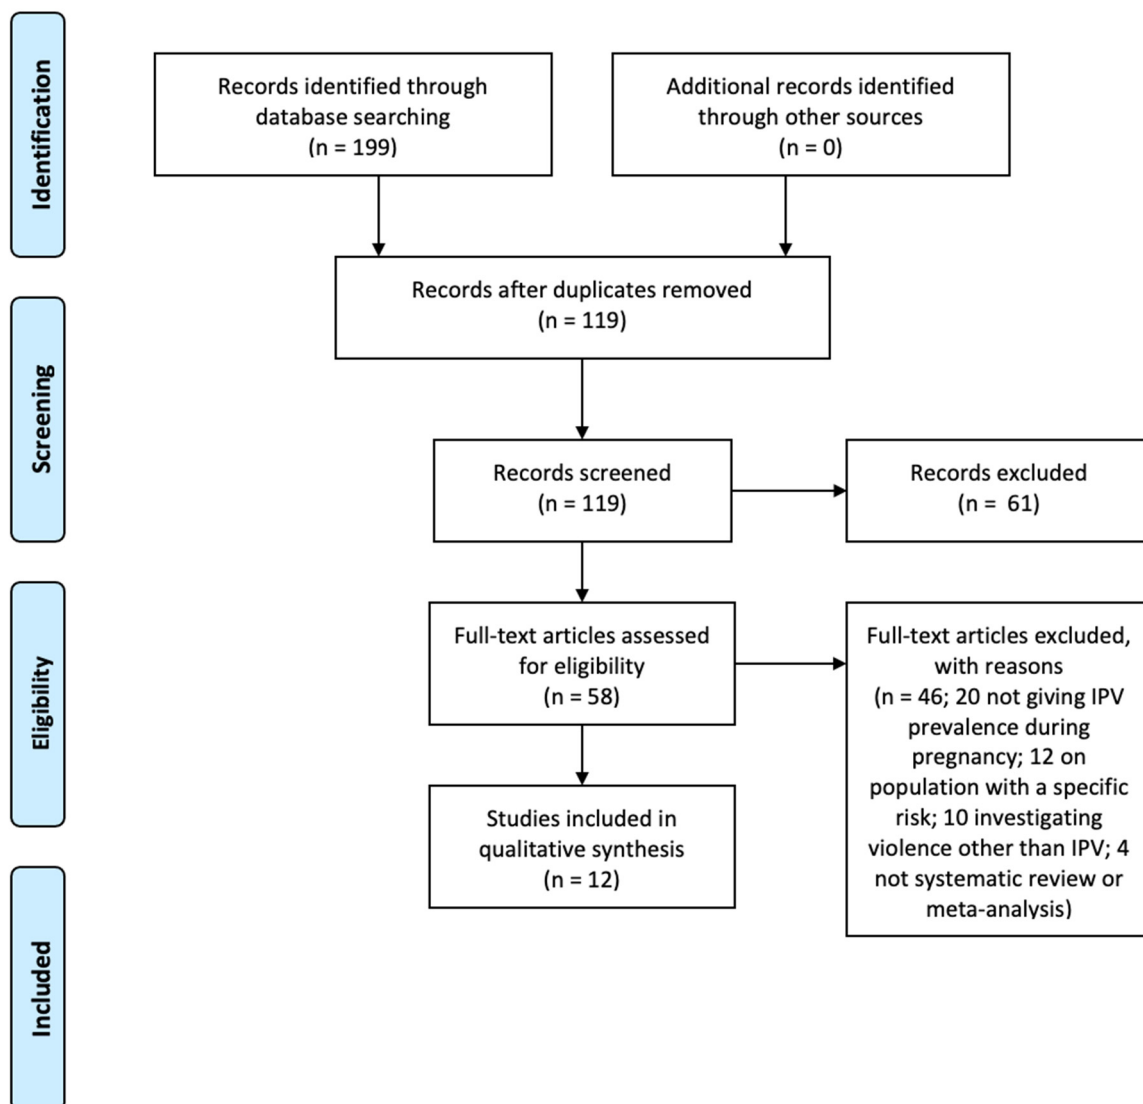 Identification
Records identified through
database searching
(n = 199)
Additional records identified
through other sources
(n = 0)
Records after duplicates removed
(n = 119)
Screening
Records screened
(n = 119)
Records excluded
(n =  61)
Eligibility
Full-text articles assessed
for eligibility
(n = 58)
Full-text articles excluded,
with reasons
(n = 46; 20 not giving IPV
prevalence during
pregnancy; 12 on
population with a specific
risk; 10 investigating
violence other than IPV; 4
not systematic review or
meta-analysis)
Studies included in
qualitative synthesis
(n = 12)
Included